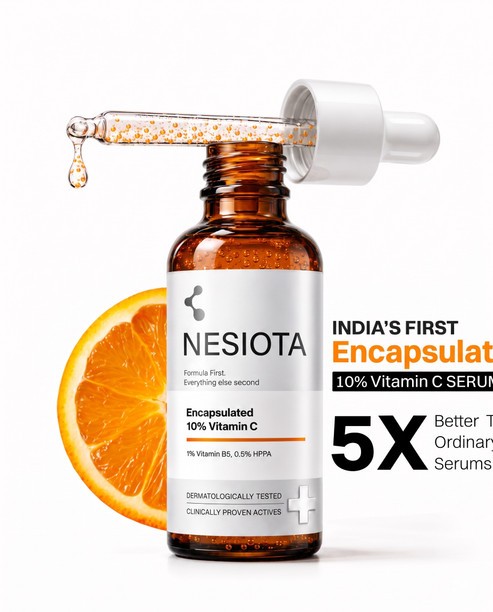 NESIOTA
Formula First.
Everything else second
Encapsulated
10% Vitamin C
1% Vitamin B5, 0.5% HPPA
DERMATOLOGICALLY TESTED
CLINICALLY PROVEN ACTIVES
INDIA'S FIRST
Encapsulat
10% Vitamin C SERUM
5X
Better T
Ordinary
Serums